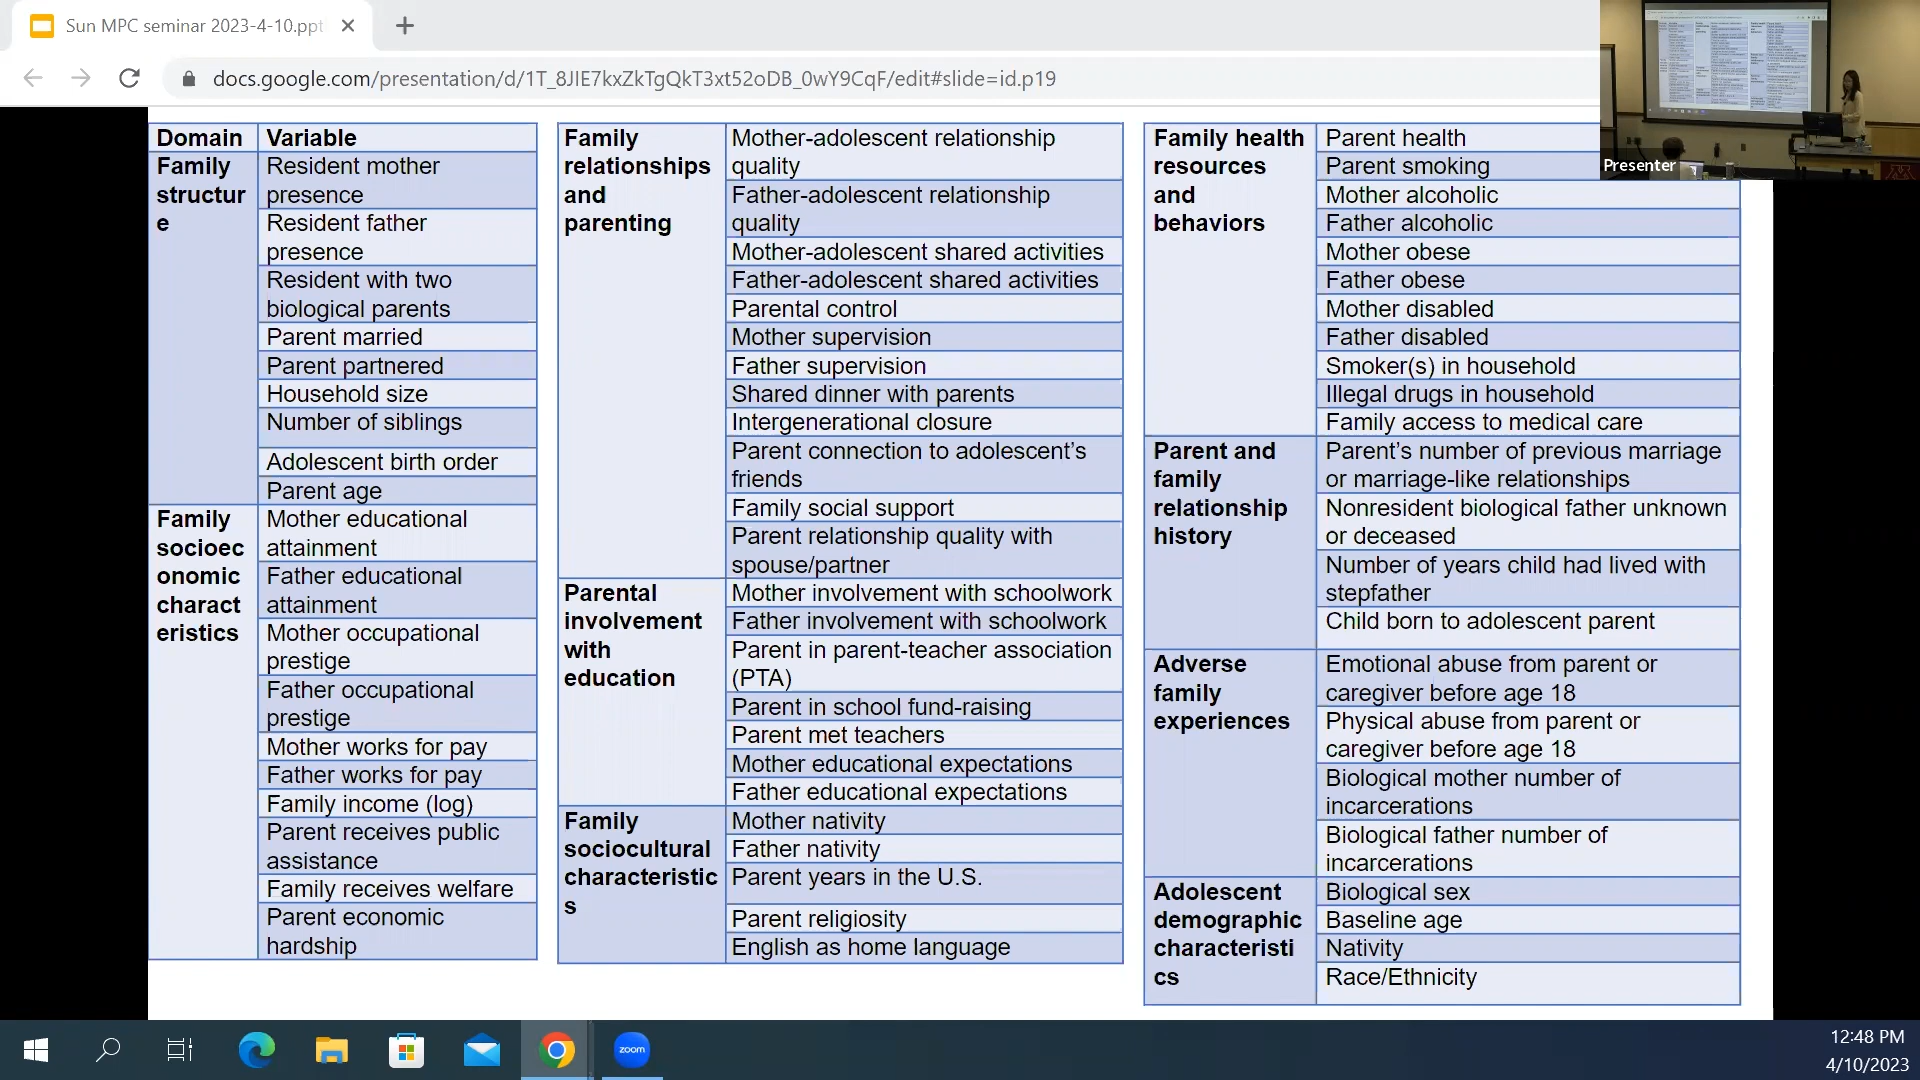 Sun MPC seminar 2023-4-10.ppt
docs.google.com/presentation/d/1T_8JlE7kxZkTgQkT3xt52oDB_0wY9CqF/edit#slide=id.p19
Presenter
Domain
Variable
Family
structur
e
Resident mother
presence
Resident father
presence
Resident with two
biological parents
Parent married
Parent partnered
Household size
Number of siblings
Adolescent birth order
Parent age
Family
socioec
onomic
charact
eristics
Mother educational
attainment
Father educational
attainment
Mother occupational
prestige
Father occupational
prestige
Mother works for pay
Father works for pay
Family income (log)
Parent receives public
assistance
Family receives welfare
Parent economic
hardship
Family
relationships
and
parenting
Mother-adolescent relationship
quality
Father-adolescent relationship
quality
Mother-adolescent shared activities
Father-adolescent shared activities
Parental control
Mother supervision
Father supervision
Shared dinner with parents
Intergenerational closure
Parent connection to adolescent’s
friends
Family social support
Parent relationship quality with
spouse/partner
Parental
involvement
with
education
Mother involvement with schoolwork
Father involvement with schoolwork
Parent in parent-teacher association
(PTA)
Parent in school fund-raising
Parent met teachers
Mother educational expectations
Father educational expectations
Family
sociocultural
characteristic
s
Mother nativity
Father nativity
Parent years in the U.S.
Parent religiosity
English as home language
Family health
resources
and
behaviors
Parent health
Parent smoking
Mother alcoholic
Father alcoholic
Mother obese
Father obese
Mother disabled
Father disabled
Smoker(s) in household
Illegal drugs in household
Family access to medical care
Parent and
family
relationship
history
Parent’s number of previous marriage
or marriage-like relationships
Nonresident biological father unknown
or deceased
Number of years child had lived with
stepfather
Child born to adolescent parent
Adverse
family
experiences
Emotional abuse from parent or
caregiver before age 18
Physical abuse from parent or
caregiver before age 18
Biological mother number of
incarcerations
Biological father number of
incarcerations
Adolescent
demographic
characteristi
cs
Biological sex
Baseline age
Nativity
Race/Ethnicity
zoom
12:48 PM
4/10/2023